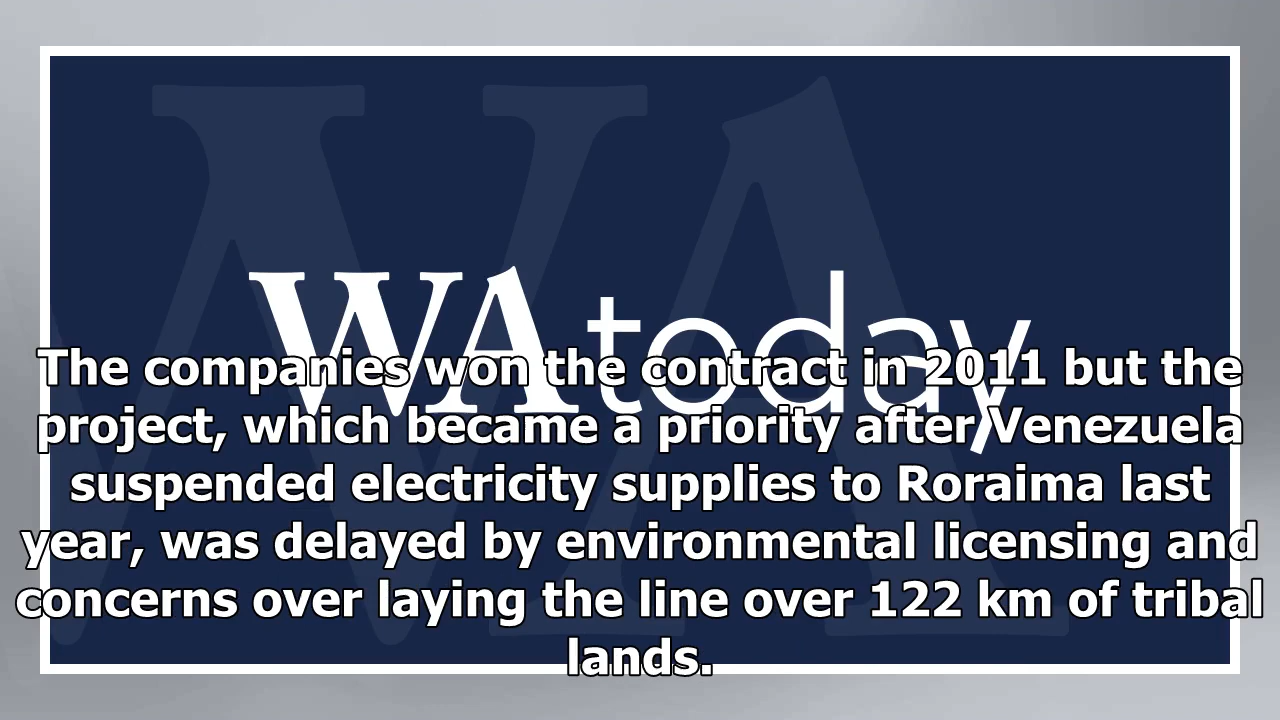 WAtoday
The companies won the contract in 2011 but the
project, which became a priority after Venezuela
suspended electricity supplies to Roraima last
year, was delayed by environmental licensing and
concerns over laying the line over 122 km of tribal
lands.